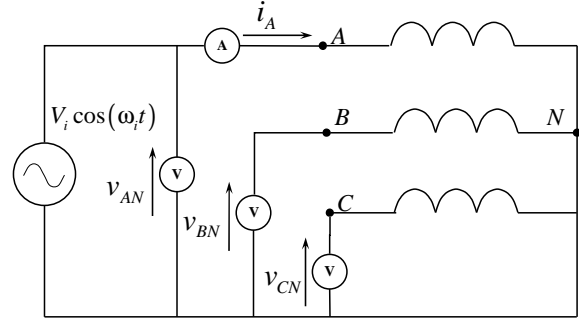 i_A
A
A
V_i cos(ω_i t)
B
N
V
v_AN
V
v_BN
C
V
v_CN